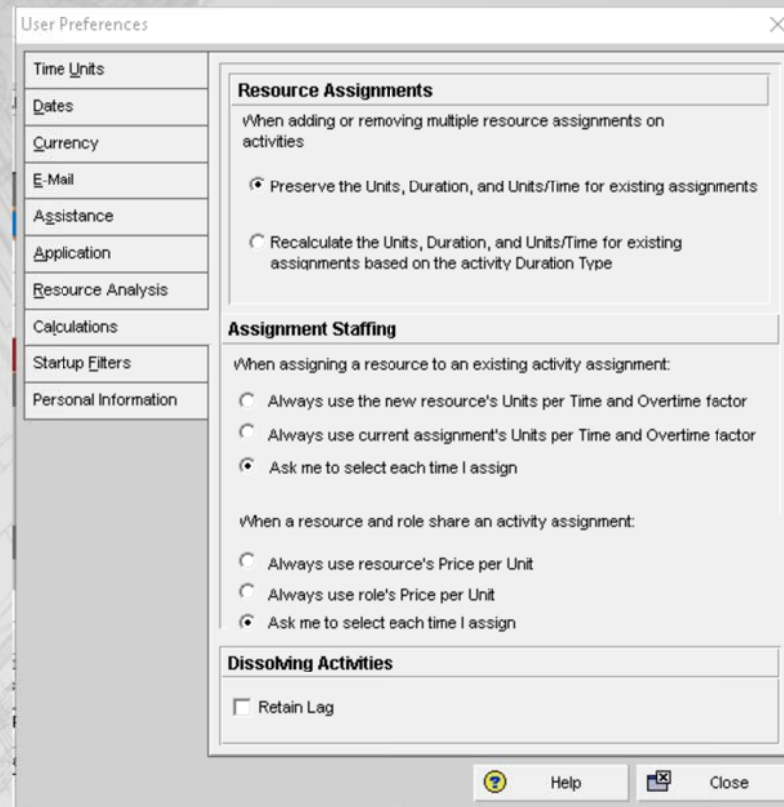 User Preferences
Time Units
Dates
Currency
E-Mail
Assistance
Application
Resource Analysis
Calculations
Startup Filters
Personal Information
Resource Assignments
When adding or removing multiple resource assignments on
activities
Preserve the Units, Duration, and Units/Time for existing assignments
Recalculate the Units, Duration, and Units/Time for existing
assignments based on the activity Duration Type
Assignment Staffing
When assigning a resource to an existing activity assignment:
Always use the new resource's Units per Time and Overtime factor
Always use current assignment's Units per Time and Overtime factor
Ask me to select each time I assign
When a resource and role share an activity assignment:
Always use resource's Price per Unit
Always use role's Price per Unit
Ask me to select each time I assign
Dissolving Activities
Retain Lag
Help
Close